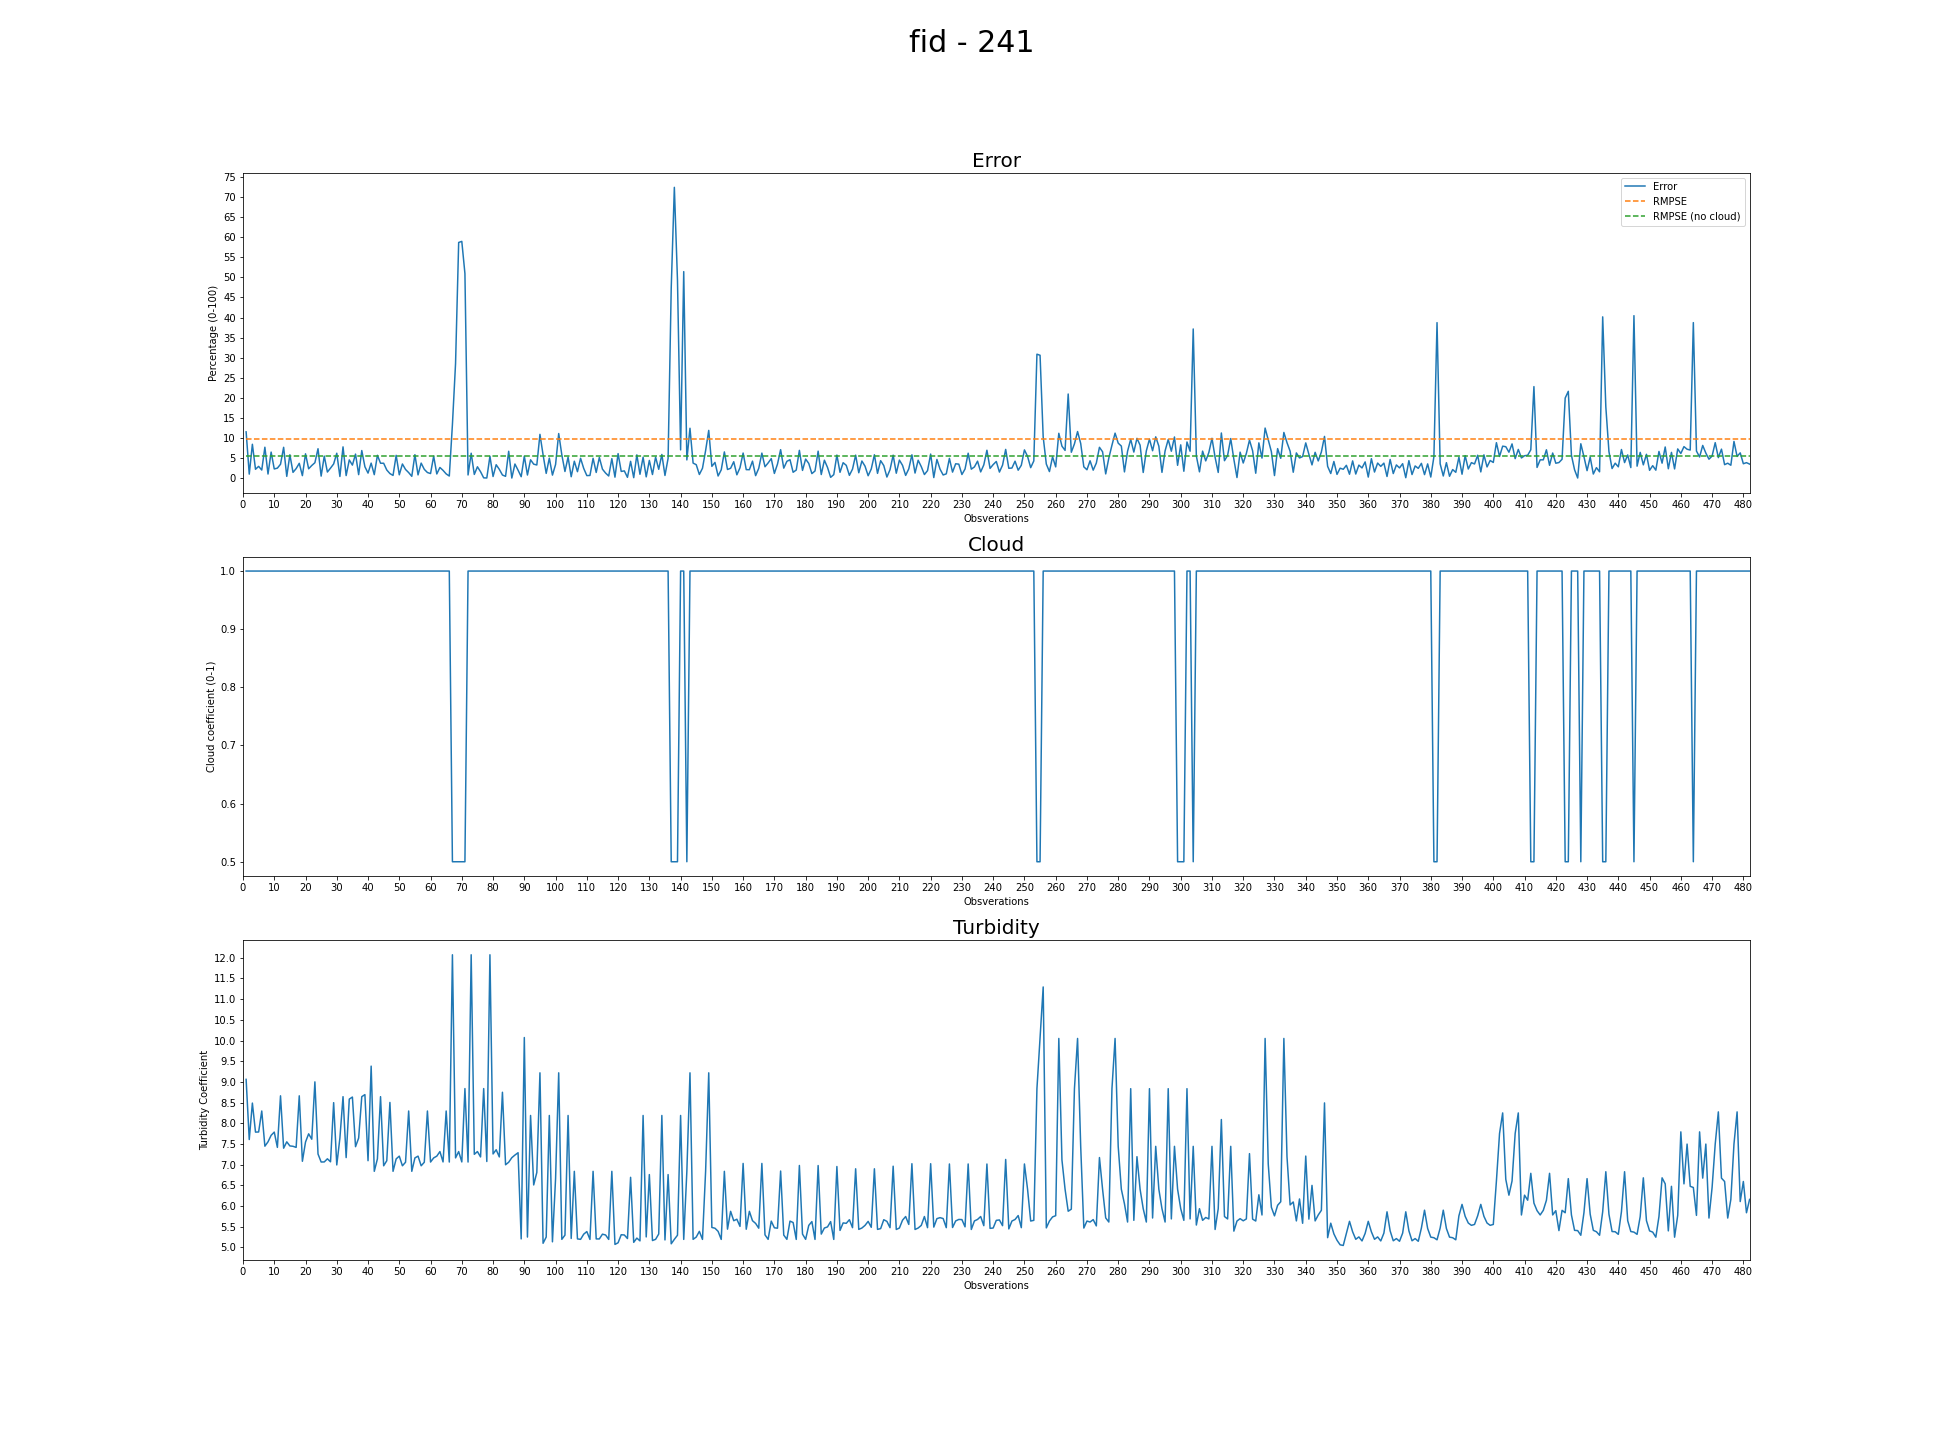 fid - 241
Error
75
70
65
60
55
50
45
40
35
30
25
20
15
10
5
0
Percentage (0-100)
Error
RMPSE
RMPSE (no cloud)
0 10 20 30 40 50 60 70 80 90 100 110 120 130 140 150 160 170 180 190 200 210 220 230 240 250 260 270 280 290 300 310 320 330 340 350 360 370 380 390 400 410 420 430 440 450 460 470 480
Obsverations
Cloud
1.0
0.9
0.8
0.7
0.6
0.5
Cloud coefficient (0-1)
0 10 20 30 40 50 60 70 80 90 100 110 120 130 140 150 160 170 180 190 200 210 220 230 240 250 260 270 280 290 300 310 320 330 340 350 360 370 380 390 400 410 420 430 440 450 460 470 480
Obsverations
Turbidity
12.0
11.5
11.0
10.5
10.0
9.5
9.0
8.5
8.0
7.5
7.0
6.5
6.0
5.5
5.0
Turbidity Coefficient
0 10 20 30 40 50 60 70 80 90 100 110 120 130 140 150 160 170 180 190 200 210 220 230 240 250 260 270 280 290 300 310 320 330 340 350 360 370 380 390 400 410 420 430 440 450 460 470 480
Obsverations